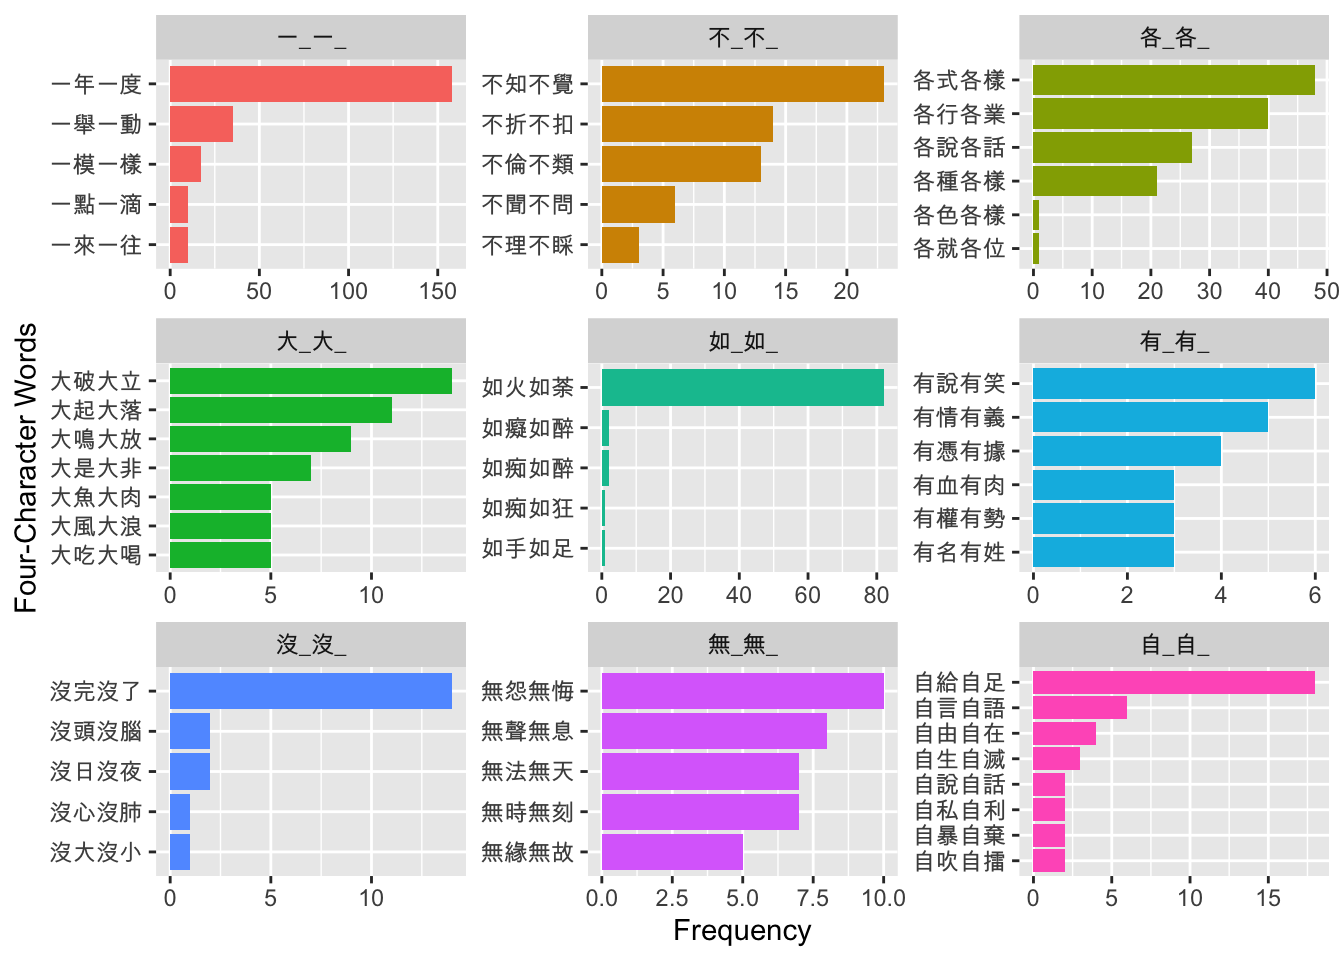 一_一_
一年一度
一舉一動
一模一樣
一點一滴
一來一往
0 50 100 150
不_不_
不知不覺
不折不扣
不倫不類
不聞不問
不理不睬
0 5 10 15 20
各_各_
各式各樣
各行各業
各說各話
各種各樣
各色各樣
各就各位
0 10 20 30 40 50
Four-Character Words
大_大_
大破大立
大起大落
大鳴大放
大是大非
大魚大肉
大風大浪
大吃大喝
0 5 10
如_如_
如火如荼
如癡如醉
如痴如醉
如痴如狂
如手如足
0 20 40 60 80
有_有_
有說有笑
有情有義
有憑有據
有血有肉
有權有勢
有名有姓
0 2 4 6
沒_沒_
沒完沒了
沒頭沒腦
沒日沒夜
沒心沒肺
沒大沒小
0 5 10
無_無_
無怨無悔
無聲無息
無法無天
無時無刻
無緣無故
0.0 2.5 5.0 7.5 10.0
自_自_
自給自足
自言自語
自由自在
自生自滅
自說自話
自私自利
自暴自棄
自吹自擂
0 5 10 15
Frequency